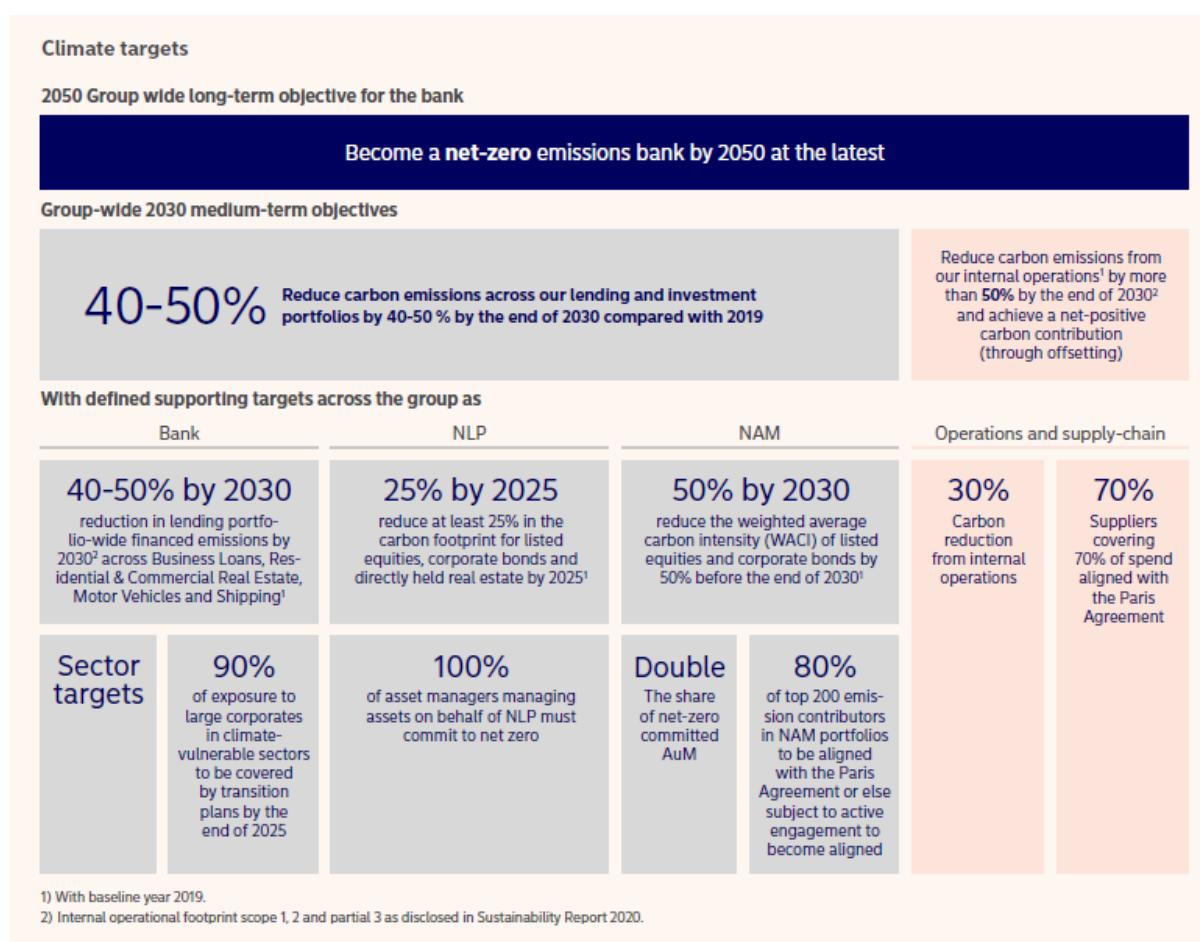 Climate targets
2050 Group wide long-term objective for the bank
Become a net-zero emissions bank by 2050 at the latest
Group-wide 2030 medium-term objectives
40-50%
Reduce carbon emissions across our lending and investment
portfolios by 40-50 % by the end of 2030 compared with 2019
Reduce carbon emissions from
our internal operations¹ by more
than 50% by the end of 2030²
and achieve a net-positive
carbon contribution
(through offsetting)
With defined supporting targets across the group as
Bank
40-50% by 2030
reduction in lending portfo-
lio-wide financed emissions by
2030² across Business Loans, Res-
idential & Commercial Real Estate,
Motor Vehicles and Shipping¹
Sector
targets
90%
of exposure to
large corporates
in climate-
vulnerable sectors
to be covered
by transition
plans by the
end of 2025
NLP
25% by 2025
reduce at least 25% in the
carbon footprint for listed
equities, corporate bonds and
directly held real estate by 2025¹
100%
of asset managers managing
assets on behalf of NLP must
commit to net zero
NAM
50% by 2030
reduce the weighted average
carbon intensity (WACI) of listed
equities and corporate bonds by
50% before the end of 2030¹
Double
The share
of net-zero
committed
AuM
80%
of top 200 emis-
sion contributors
in NAM portfolios
to be aligned
with the Paris
Agreement or else
subject to active
engagement to
become aligned
Operations and supply-chain
30%
Carbon
reduction
from internal
operations
70%
Suppliers
covering
70% of spend
aligned with
the Paris
Agreement
1) With baseline year 2019.
2) Internal operational footprint scope 1, 2 and partial 3 as disclosed in Sustainability Report 2020.